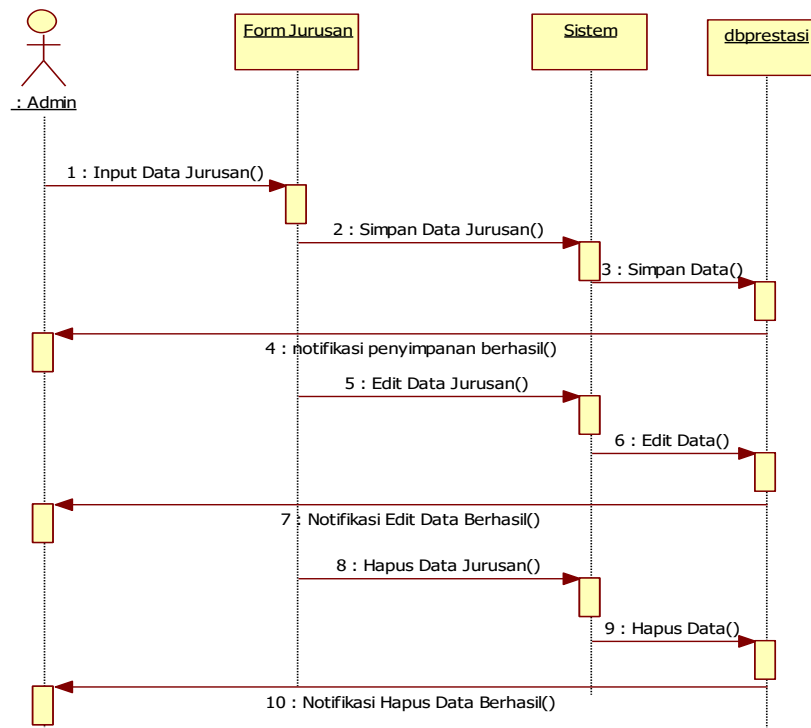 Form Jurusan
Sistem
dbprestasi
: Admin
1 : Input Data Jurusan()
2 : Simpan Data Jurusan()
3 : Simpan Data()
4 : notifikasi penyimpanan berhasil()
5 : Edit Data Jurusan()
6 : Edit Data()
7 : Notifikasi Edit Data Berhasil()
8 : Hapus Data Jurusan()
9 : Hapus Data()
10 : Notifikasi Hapus Data Berhasil()